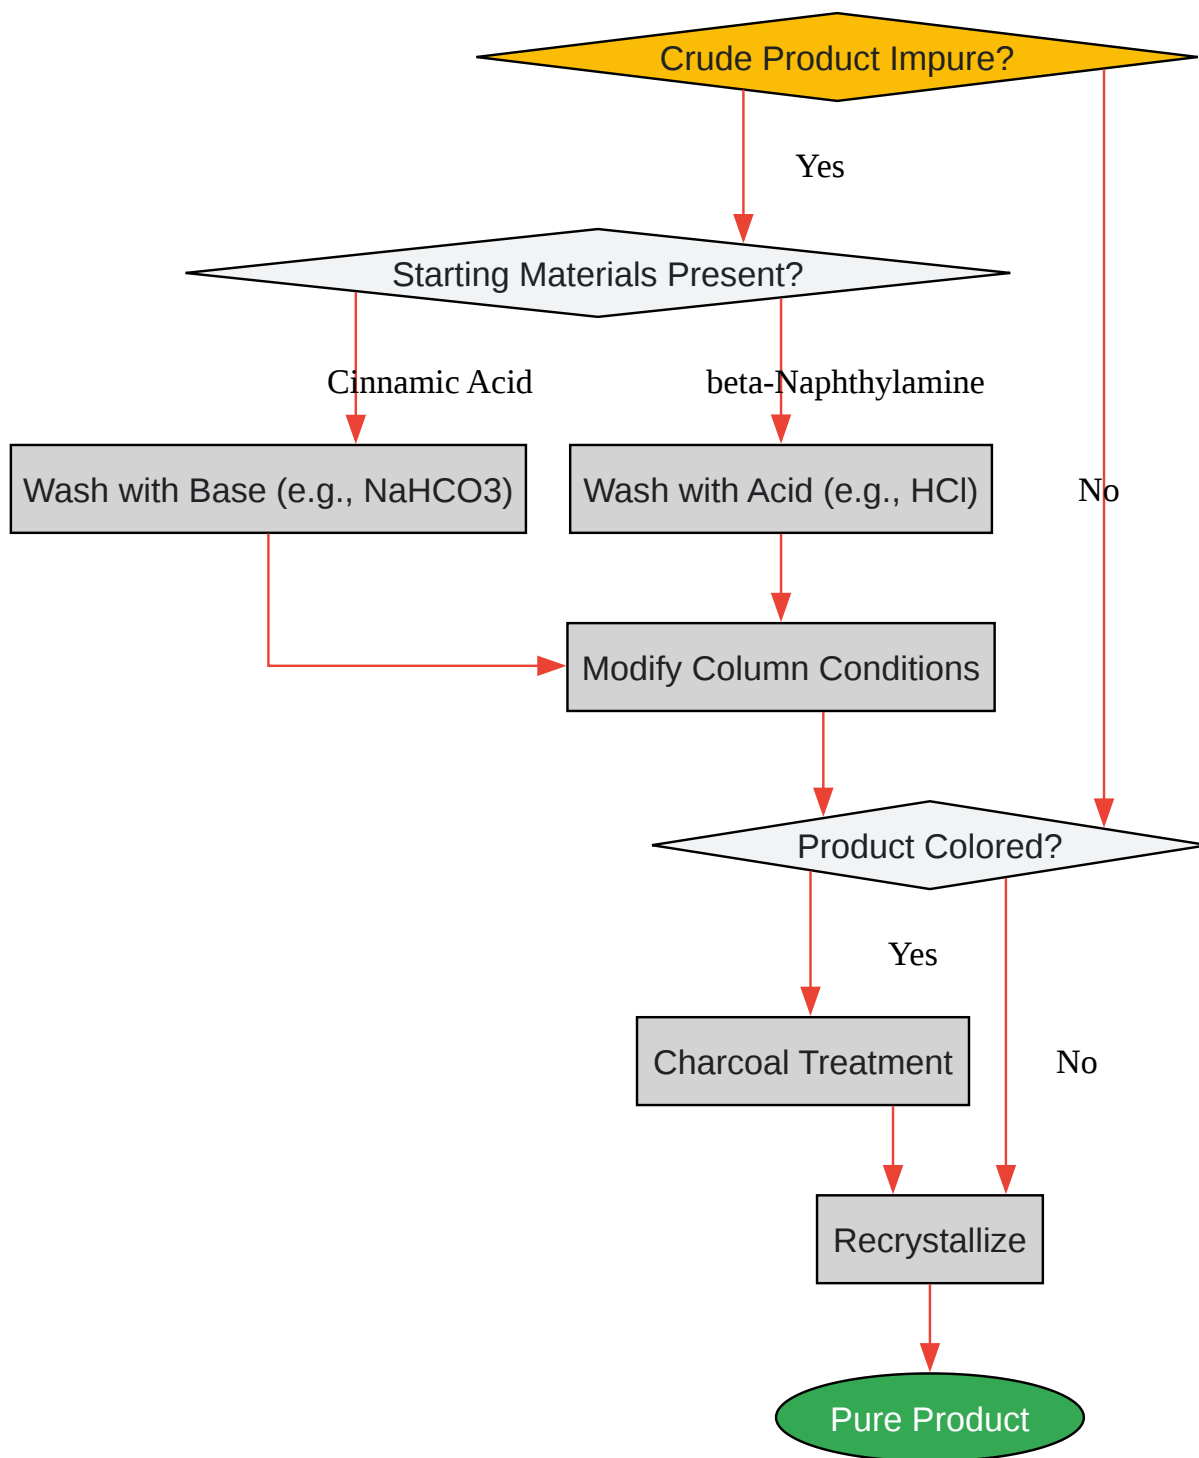 Crude Product Impure?
Yes
Starting Materials Present?
Cinnamic Acid
beta-Naphthylamine
Wash with Base (e.g., NaHCO3)
Wash with Acid (e.g., HCl)
No
Modify Column Conditions
Product Colored?
Yes
Charcoal Treatment
No
Recrystallize
Pure Product